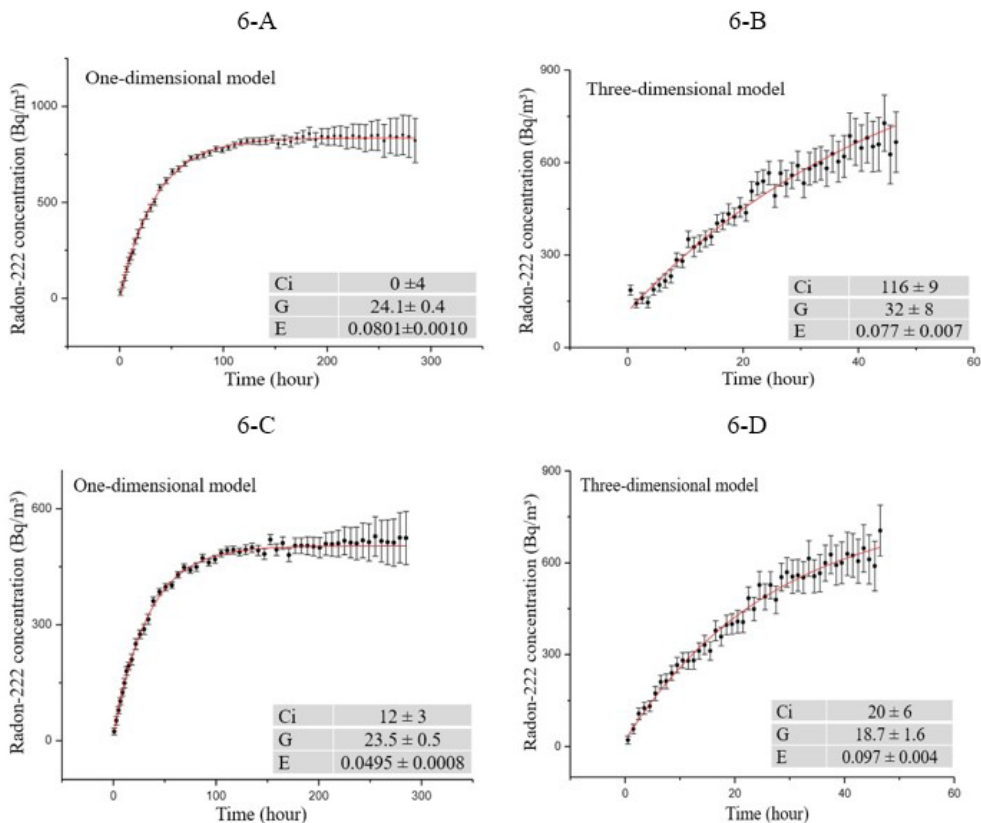 6-A
One-dimensional model
Radon-222 concentration (Bq/m³)
1000
500
0
Ci 0 ±4
G 24.1± 0.4
E 0.0801±0.0010
0 100 200 300
Time (hour)
6-B
Three-dimensional model
Radon-222 concentration (Bq/m³)
900
600
300
0
Ci 116 ± 9
G 32 ± 8
E 0.077 ± 0.007
0 20 40 60
Time (hour)
6-C
One-dimensional model
Radon-222 concentration (Bq/m³)
600
300
0
Ci 12 ± 3
G 23.5 ± 0.5
E 0.0495 ± 0.0008
0 100 200 300
Time (hour)
6-D
Three-dimensional model
Radon-222 concentration (Bq/m³)
900
600
300
0
Ci 20 ± 6
G 18.7 ± 1.6
E 0.097 ± 0.004
0 20 40 60
Time (hour)